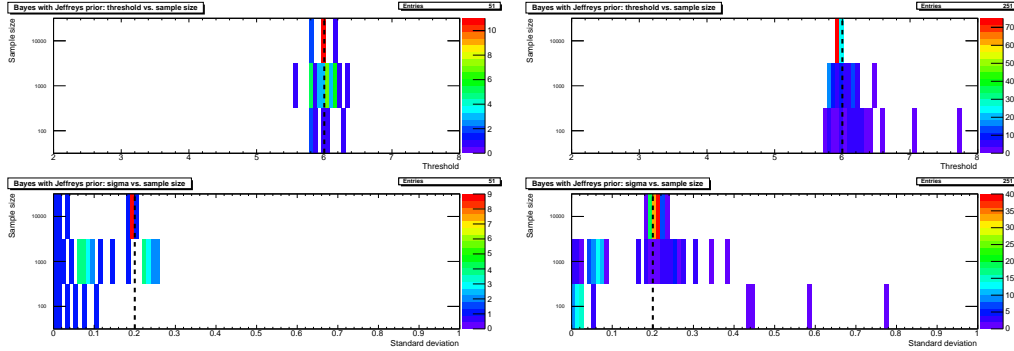 Bayes with Jeffreys prior: threshold vs. sample size
Entries 51
Sample size
10000
1000
100
2 3 4 5 6 7 8
Threshold
0 2 4 6 8 10
Bayes with Jeffreys prior: threshold vs. sample size
Entries 251
Sample size
10000
1000
100
2 3 4 5 6 7 8
Threshold
0 10 20 30 40 50 60 70
Bayes with Jeffreys prior: sigma vs. sample size
Entries 51
Sample size
10000
1000
100
0 0.1 0.2 0.3 0.4 0.5 0.6 0.7 0.8 0.9 1
Standard deviation
0 1 2 3 4 5 6 7 8 9
Bayes with Jeffreys prior: sigma vs. sample size
Entries 251
Sample size
10000
1000
100
0 0.1 0.2 0.3 0.4 0.5 0.6 0.7 0.8 0.9 1
Standard deviation
0 5 10 15 20 25 30 35 40